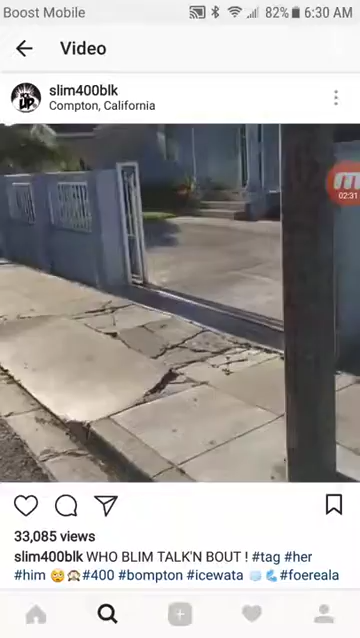 Boost Mobile 82% 6:30 AM
Video
slim400blk
Compton, California
02:31
33,085 views
slim400blk WHO BLIM TALK'N BOUT ! #tag #her
#him #400 #bompton #icewata #foereala